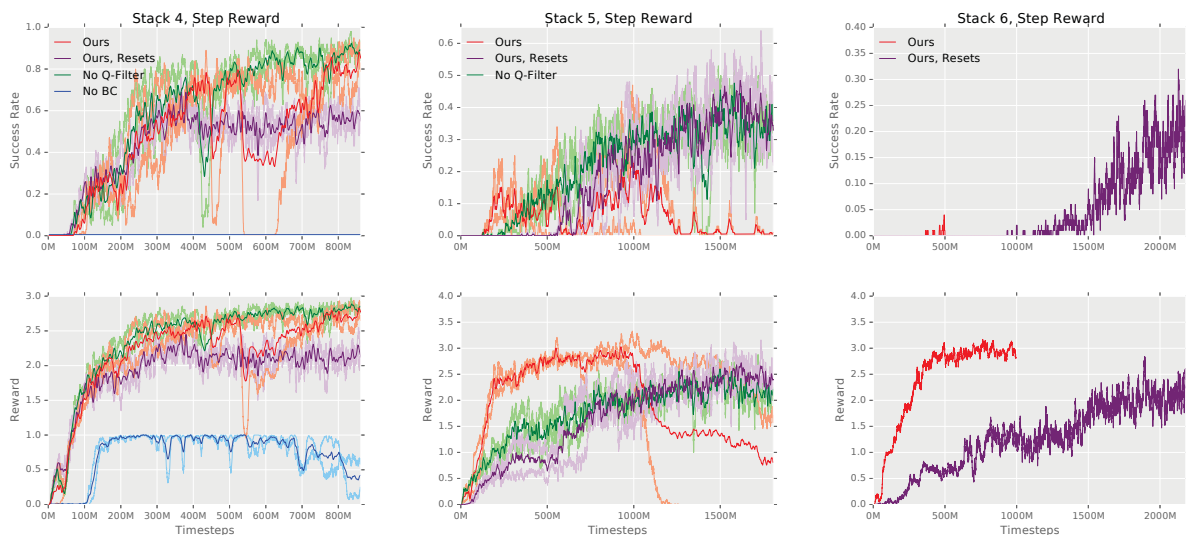 Stack 4, Step Reward
Success Rate
1.0
0.8
0.6
0.4
0.2
0.0
Ours
Ours, Resets
No Q-Filter
No BC
0M 100M 200M 300M 400M 500M 600M 700M 800M
Stack 5, Step Reward
Success Rate
0.6
0.5
0.4
0.3
0.2
0.1
0.0
Ours
Ours, Resets
No Q-Filter
0M 500M 1000M 1500M
Stack 6, Step Reward
Success Rate
0.40
0.35
0.30
0.25
0.20
0.15
0.10
0.05
0.00
Ours
Ours, Resets
0M 500M 1000M 1500M 2000M
Reward
3.0
2.5
2.0
1.5
1.0
0.5
0.0
0M 100M 200M 300M 400M 500M 600M 700M 800M
Timesteps
Reward
4.0
3.5
3.0
2.5
2.0
1.5
1.0
0.5
0.0
0M 500M 1000M 1500M
Timesteps
Reward
4.0
3.5
3.0
2.5
2.0
1.5
1.0
0.5
0.0
0M 500M 1000M 1500M 2000M
Timesteps